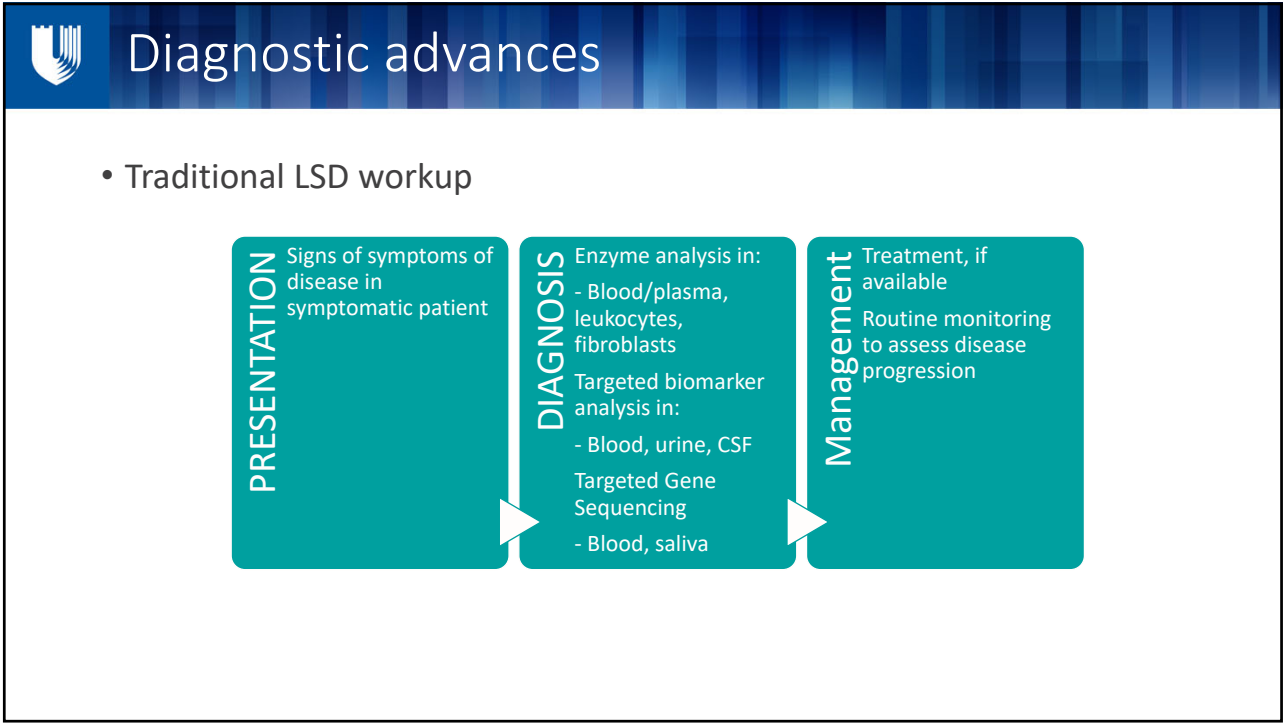 Diagnostic advances
• Traditional LSD workup
PRESENTATION
Signs of symptoms of
disease in
symptomatic patient
DIAGNOSIS
Enzyme analysis in:
- Blood/plasma,
leukocytes,
fibroblasts
Targeted biomarker
analysis in:
- Blood, urine, CSF
Targeted Gene
Sequencing
- Blood, saliva
Management
Treatment, if
available
Routine monitoring
to assess disease
progression